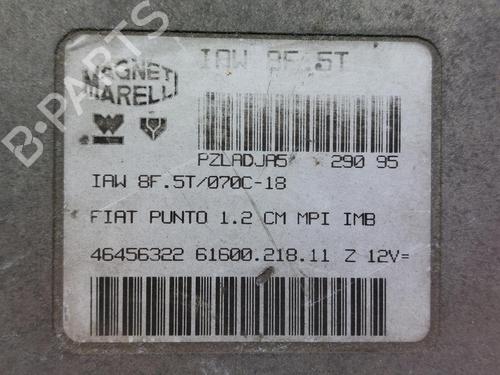 MAGNETI
MARELLI
IAW 8F.5T
PZLADJA5 290 95
IAW 8F.5T/070C-18
FIAT PUNTO 1.2 CM MPI IMB
46456322 61600.218.11 Z 12V=
B-PARTS